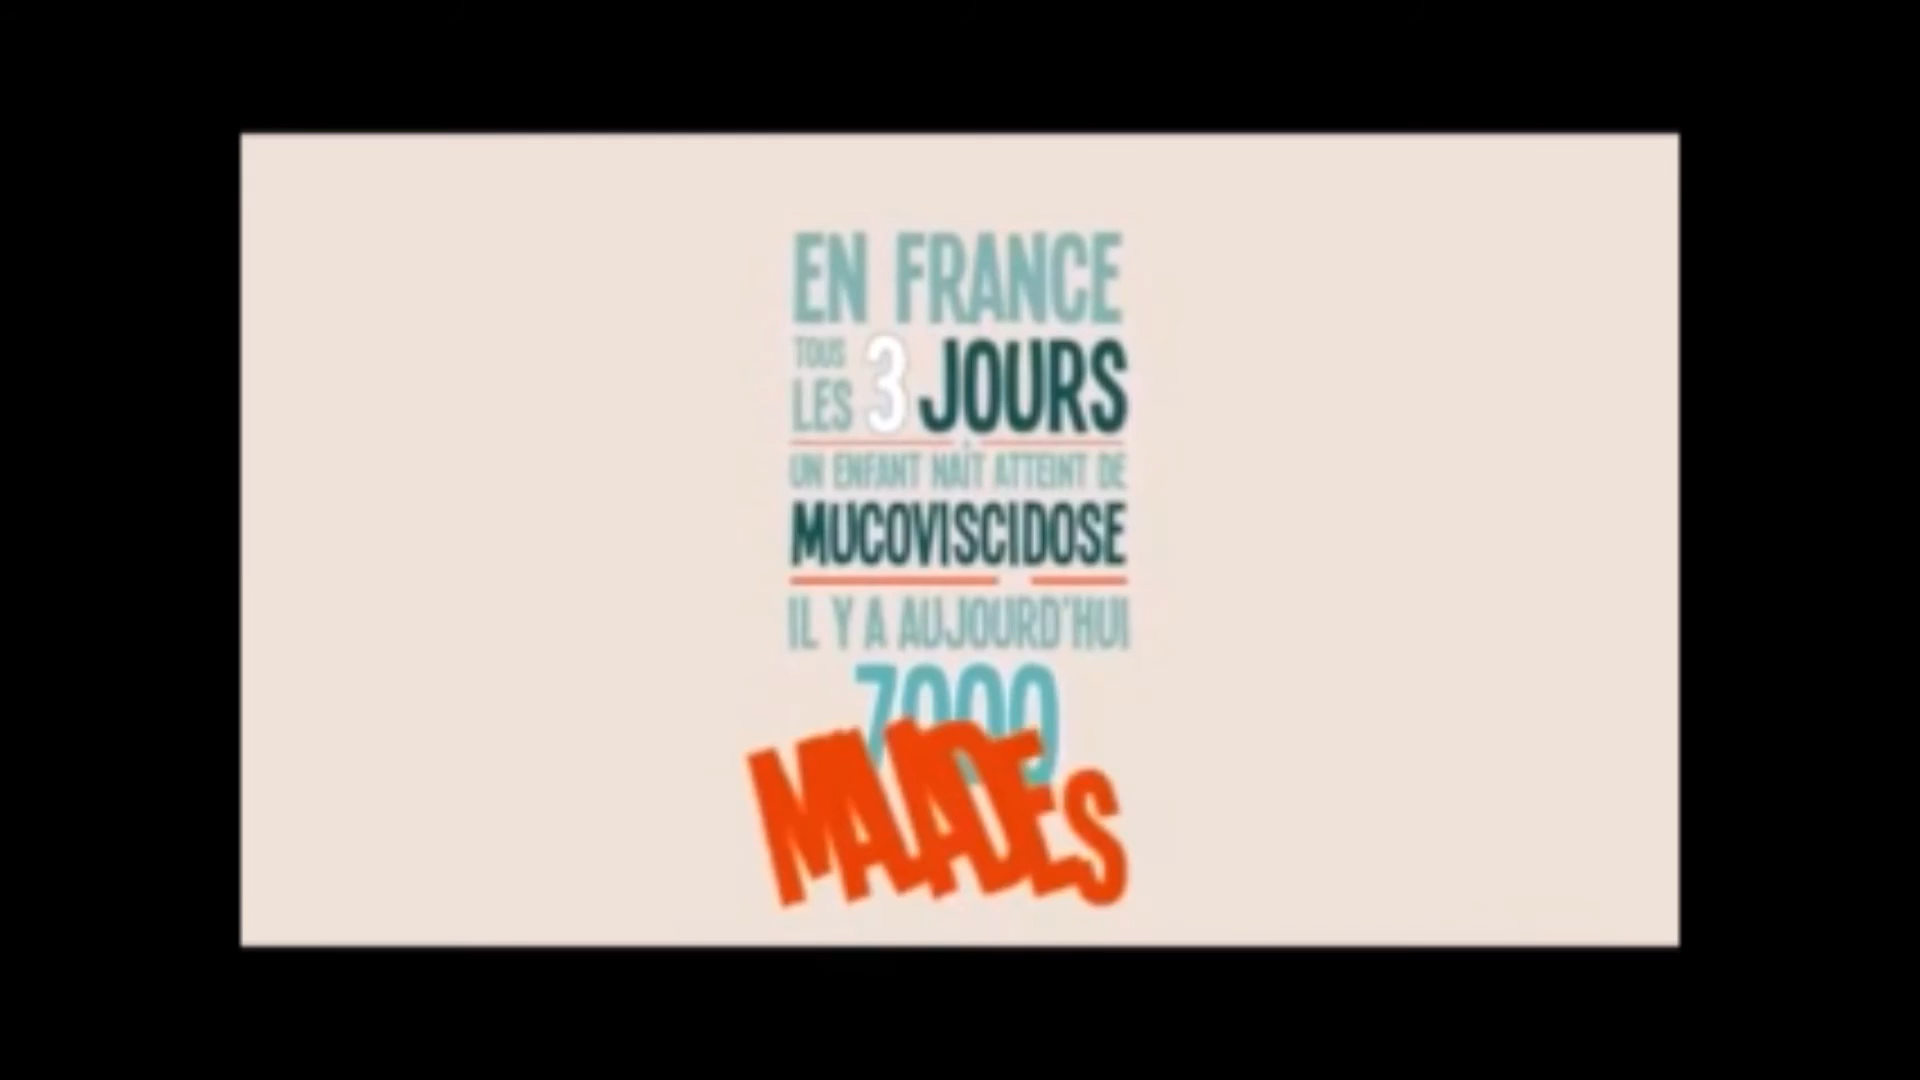 EN FRANCE
TOUS
LES 3 JOURS
UN ENFANT NAÎT ATTEINT DE
MUCOVISCIDOSE
IL Y A AUJOURD'HUI
7000
MALADES